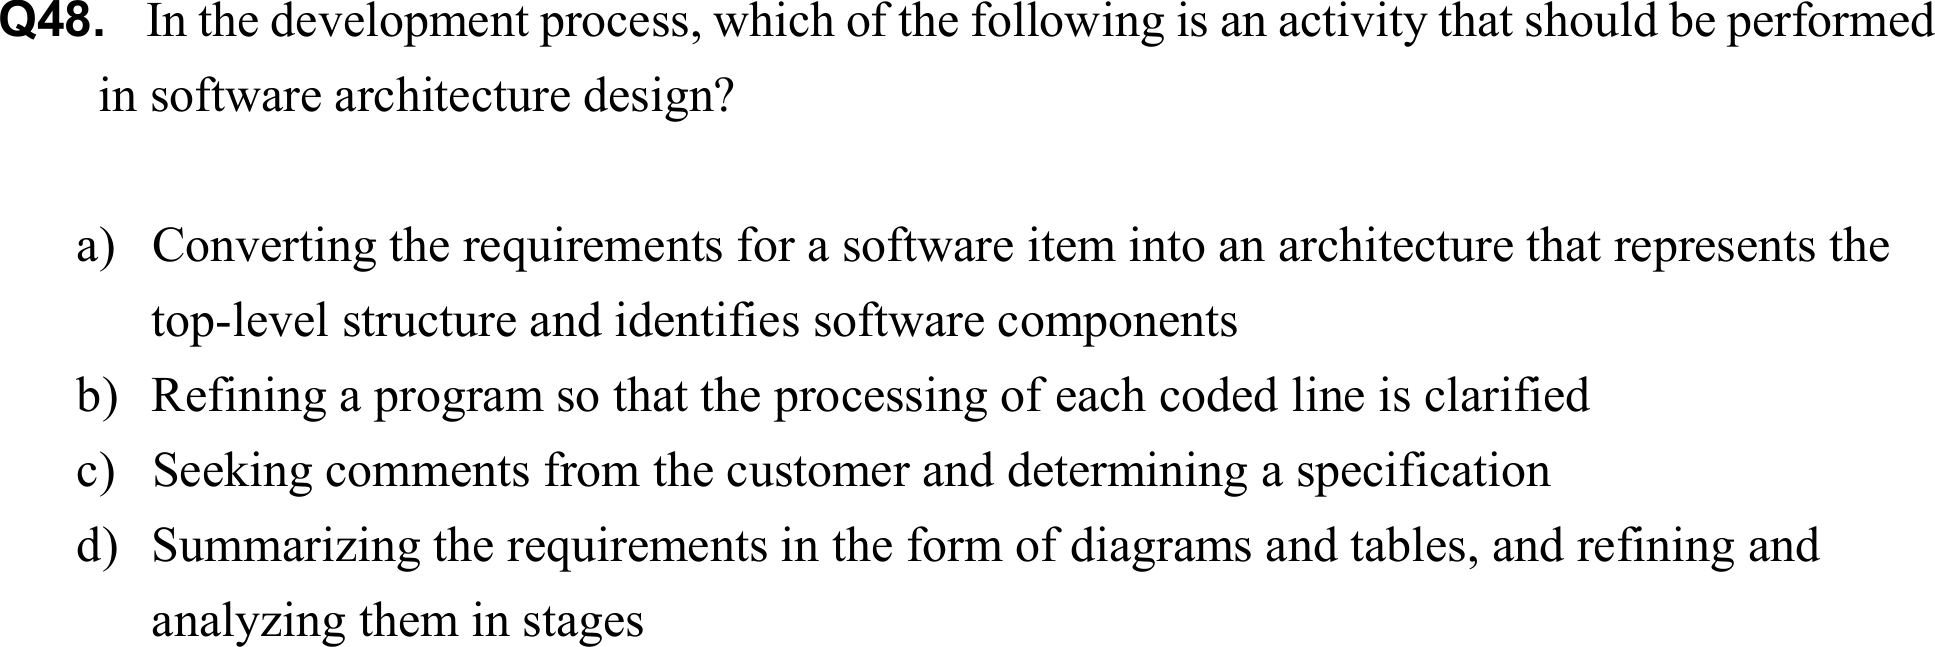 Q48. In the development process, which of the following is an activity that should be performed
in software architecture design?
a) Converting the requirements for a software item into an architecture that represents the
top-level structure and identifies software components
b) Refining a program so that the processing of each coded line is clarified
c) Seeking comments from the customer and determining a specification
d) Summarizing the requirements in the form of diagrams and tables, and refining and
analyzing them in stages